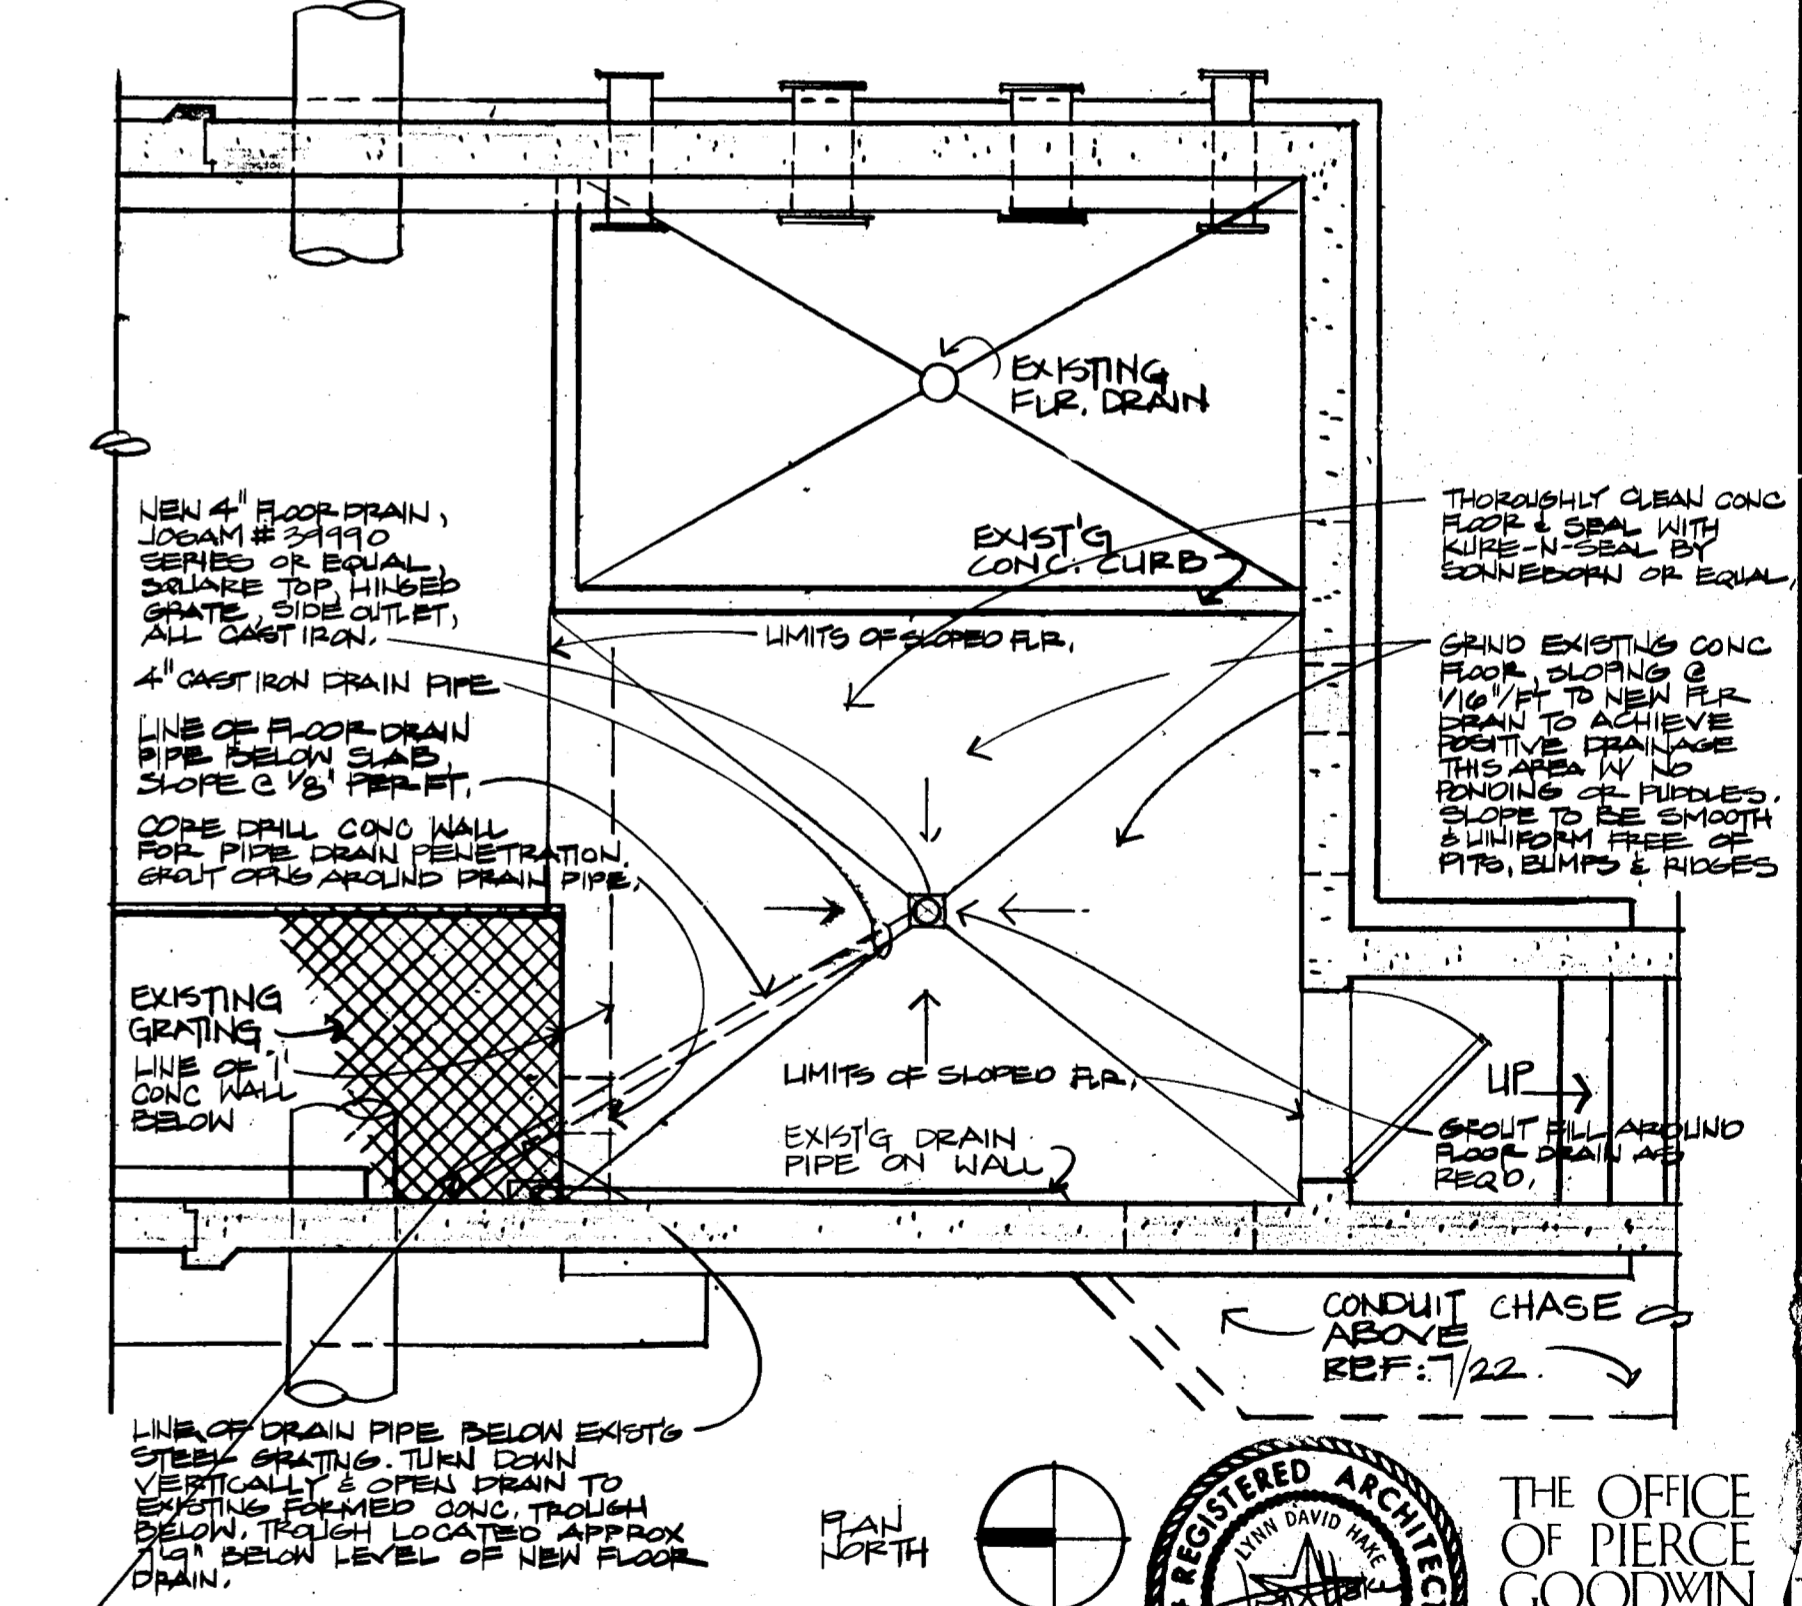 EXISTING
FLR. DRAIN
NEW 4" FLOOR DRAIN,
JOSAM # 39990
SERIES OR EQUAL,
SQUARE TOP, HINGED
GRATE, SIDE OUTLET,
ALL CAST IRON.
4" CAST IRON DRAIN PIPE
LINE OF FLOOR DRAIN
PIPE BELOW SLAB,
SLOPE @ 1/8" PER FT.
CORE DRILL CONC WALL
FOR PIPE DRAIN PENETRATION.
GROUT OPNG AROUND DRAIN PIPE.
EXIST'G
CONC. CURB
LIMITS OF SLOPED FLR.
THOROUGHLY CLEAN CONC
FLOOR & SEAL WITH
KURE-N-SEAL BY
SONNEBORN OR EQUAL,
GRIND EXISTING CONC
FLOOR, SLOPING @
1/16"/FT TO NEW FLR
DRAIN TO ACHIEVE
POSITIVE DRAINAGE
THIS AREA W/ NO
PONDING OR PUDDLES.
SLOPE TO BE SMOOTH
& UNIFORM FREE OF
PITS, BUMPS & RIDGES
EXISTING
GRATING
LINE OF 1'
CONC WALL
BELOW
LIMITS OF SLOPED FLR.
EXIST'G DRAIN
PIPE ON WALL
UP
GROUT FILL AROUND
FLOOR DRAIN AS
REQD.
CONDUIT CHASE
ABOVE
REF: 7/22.
LINE OF DRAIN PIPE BELOW EXIST'G
STEEL GRATING. TURN DOWN
VERTICALLY & OPEN DRAIN TO
EXISTING FORMED CONC. TROUGH
BELOW. TROUGH LOCATED APPROX
BELOW LEVEL OF NEW FLOOR
DRAIN.
PLAN
NORTH
REGISTERED ARCHITECT
LYNN DAVID HAKE
THE OFFICE
OF PIERCE
GOODWIN